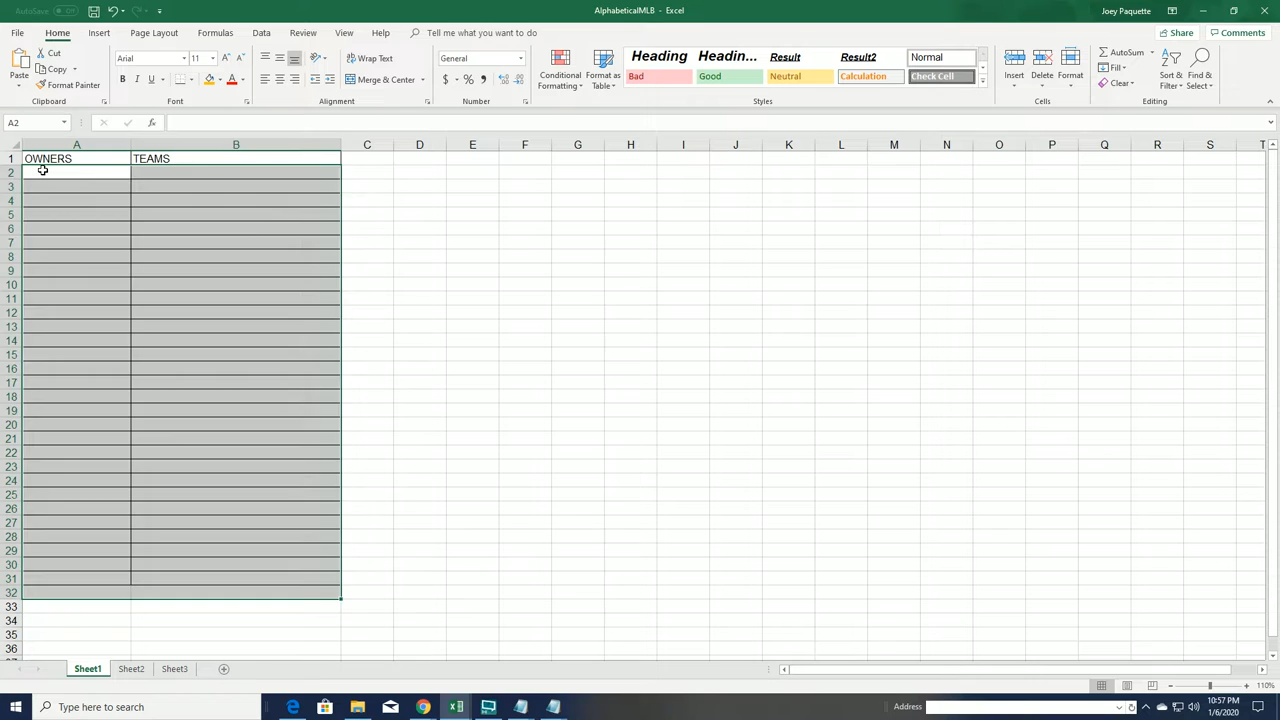 AutoSave Off
AlphabeticalMLB - Excel
Joey Paquette
File Home Insert Page Layout Formulas Data Review View Help Tell me what you want to do
Share Comments
Paste
Cut
Copy
Format Painter
Clipboard
Arial 11
B I U
Font
Wrap Text
Merge & Center
Alignment
General
$ % ,
Number
Conditional Formatting
Format as Table
Heading Headin... Result Result2 Normal
Bad Good Neutral Calculation Check Cell
Styles
Insert Delete Format
Cells
AutoSum
Fill
Clear
Sort & Filter
Find & Select
Editing
A2 fx
A B C D E F G H I J K L M N O P Q R S T
1 OWNERS TEAMS
2
3
4
5
6
7
8
9
10
11
12
13
14
15
16
17
18
19
20
21
22
23
24
25
26
27
28
29
30
31
32
33
34
35
36
Sheet1 Sheet2 Sheet3
110%
Type here to search
Address
10:57 PM
1/6/2020